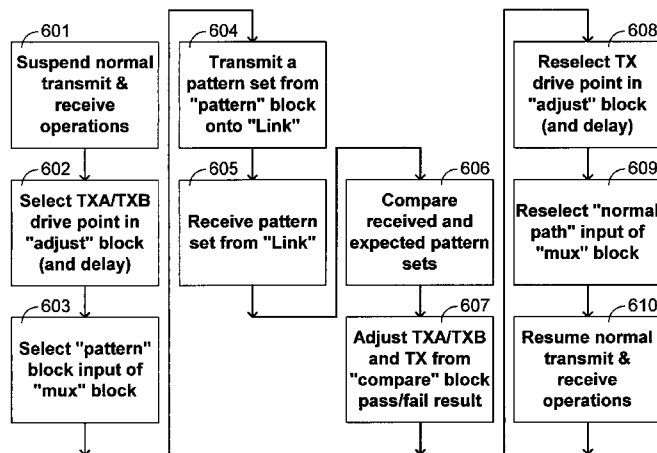 601
Suspend normal
transmit &
receive
operations
602
Select TXA/TXB
drive point in
"adjust" block
(and delay)
603
Select "pattern"
block input of
"mux" block
604
Transmit a
pattern set from
"pattern" block
onto "Link"
605
Receive pattern
set from "Link"
606
Compare
received and
expected pattern
sets
607
Adjust TXA/TXB
and TX from
"compare" block
pass/fail result
608
Reselect TX
drive point in
"adjust" block
(and delay)
609
Reselect "normal
path" input of
"mux" block
610
Resume normal
transmit &
receive
operations